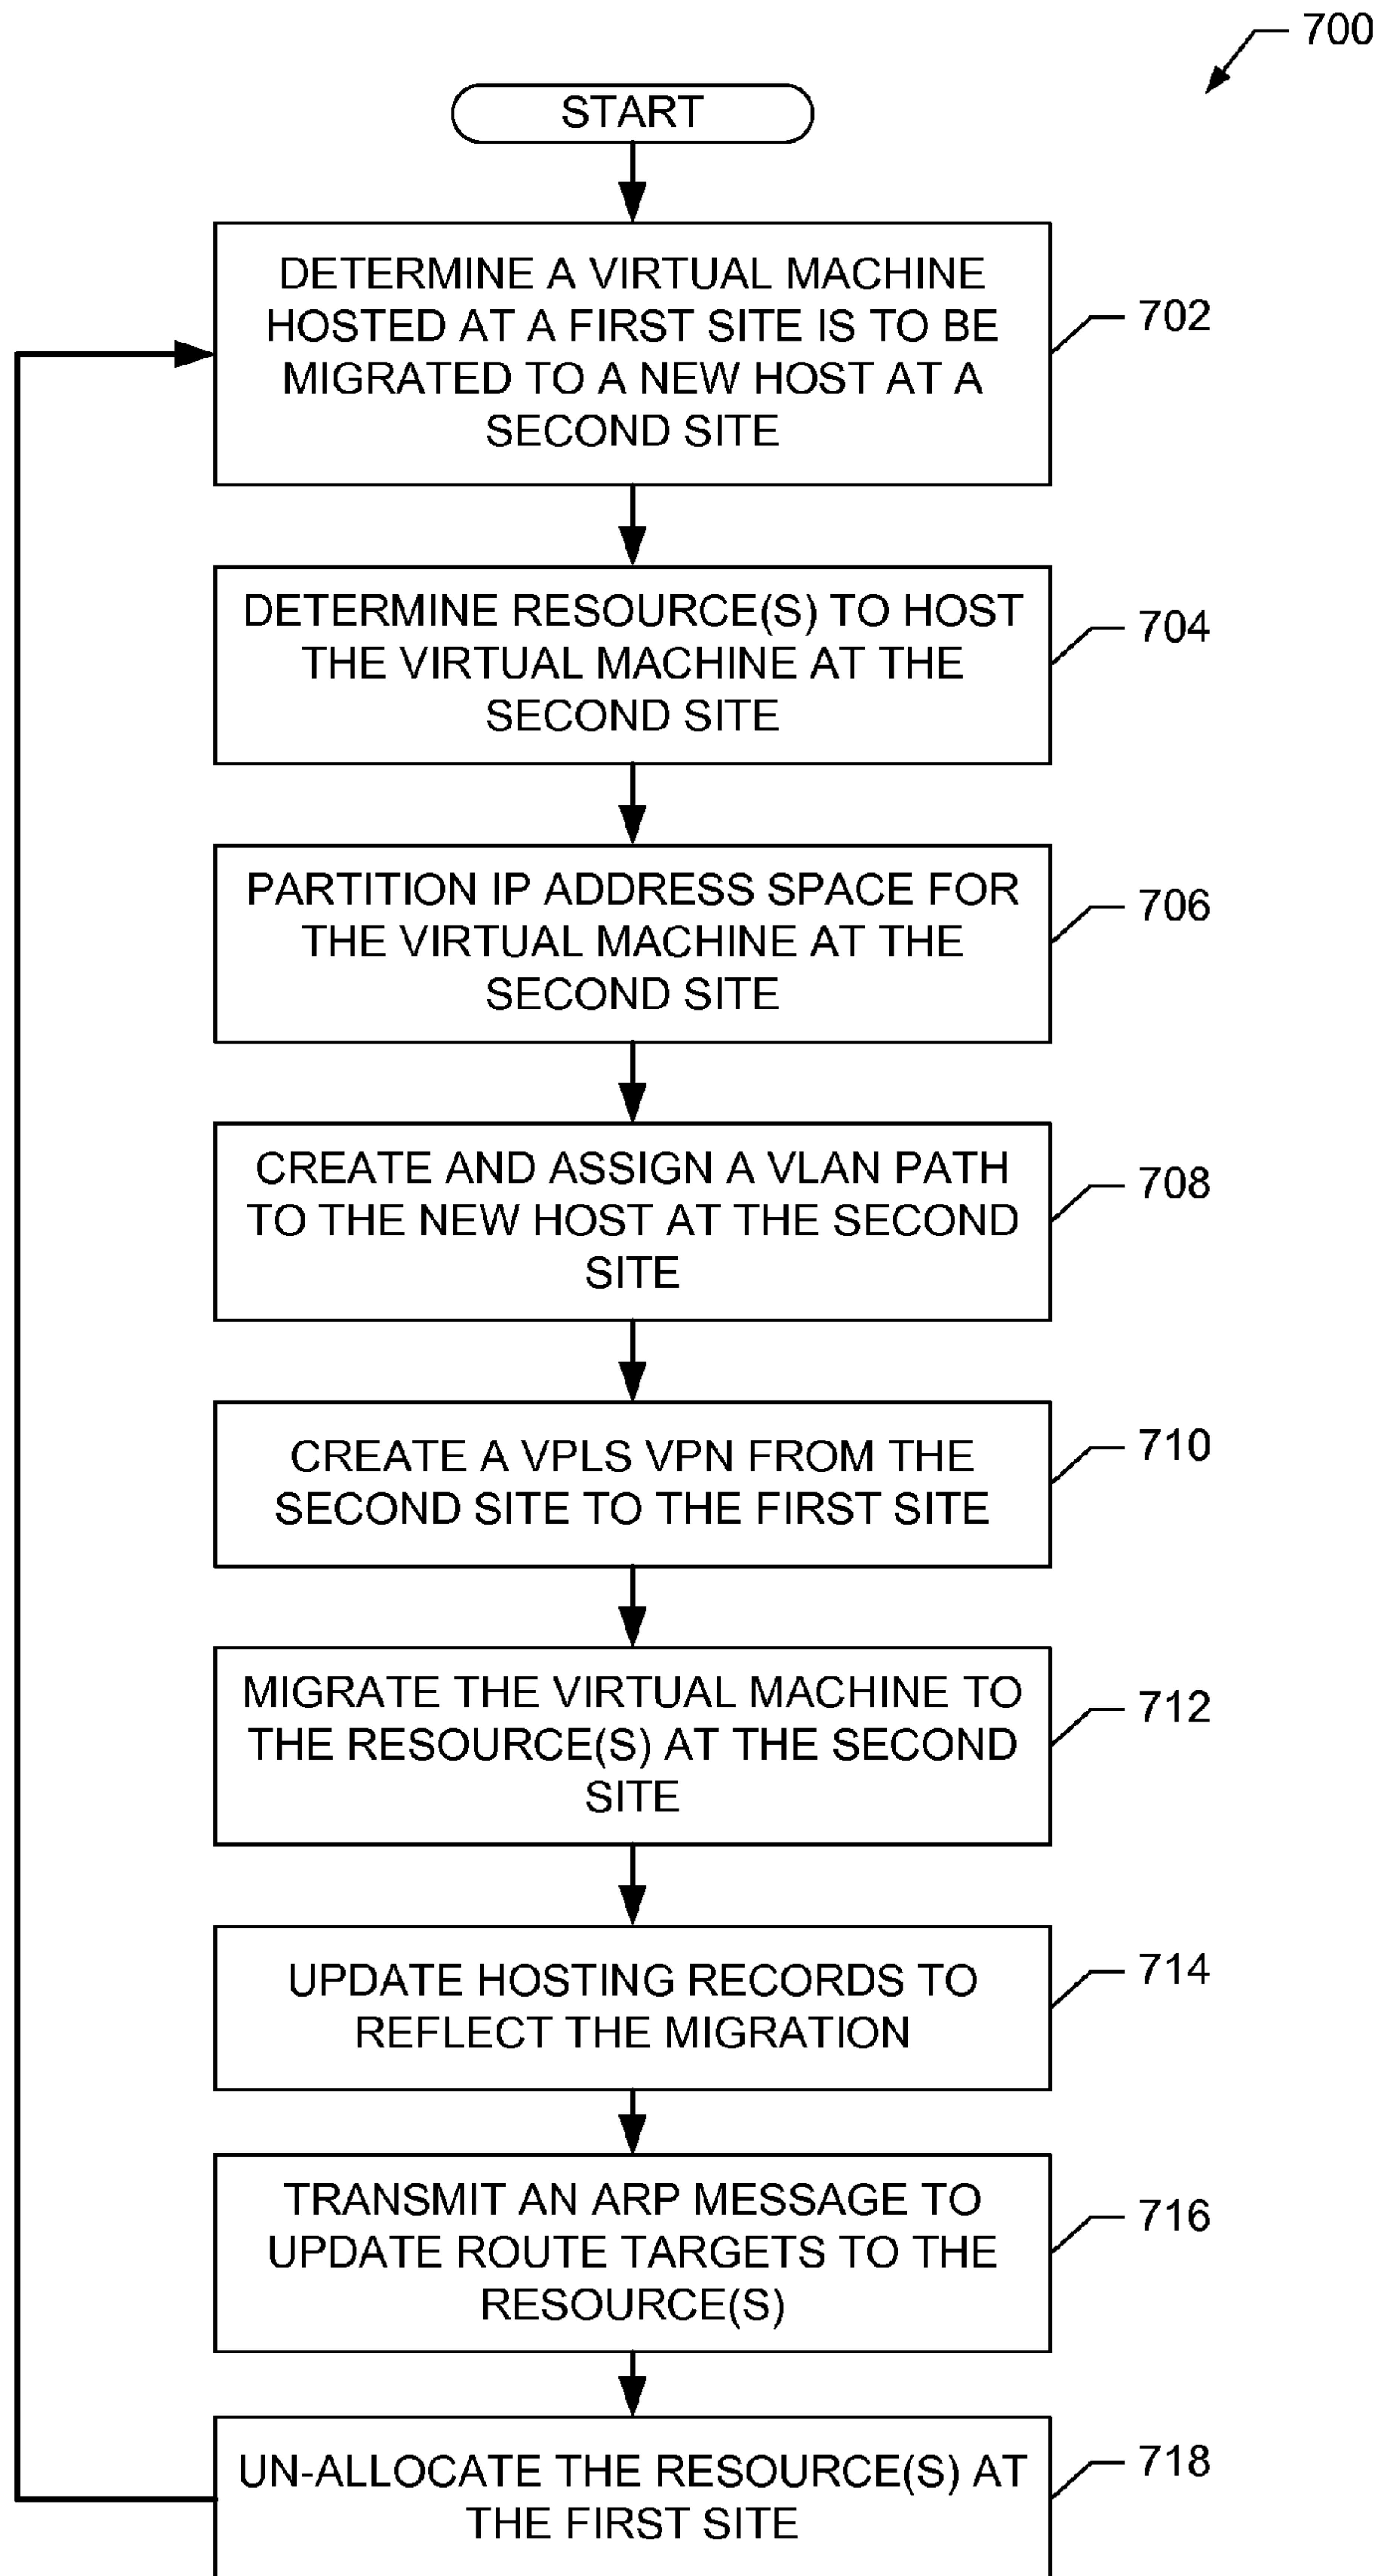 700
START
DETERMINE A VIRTUAL MACHINE
HOSTED AT A FIRST SITE IS TO BE
MIGRATED TO A NEW HOST AT A
SECOND SITE
702
DETERMINE RESOURCE(S) TO HOST
THE VIRTUAL MACHINE AT THE
SECOND SITE
704
PARTITION IP ADDRESS SPACE FOR
THE VIRTUAL MACHINE AT THE
SECOND SITE
706
CREATE AND ASSIGN A VLAN PATH
TO THE NEW HOST AT THE SECOND
SITE
708
CREATE A VPLS VPN FROM THE
SECOND SITE TO THE FIRST SITE
710
MIGRATE THE VIRTUAL MACHINE TO
THE RESOURCE(S) AT THE SECOND
SITE
712
UPDATE HOSTING RECORDS TO
REFLECT THE MIGRATION
714
TRANSMIT AN ARP MESSAGE TO
UPDATE ROUTE TARGETS TO THE
RESOURCE(S)
716
UN-ALLOCATE THE RESOURCE(S) AT
THE FIRST SITE
718